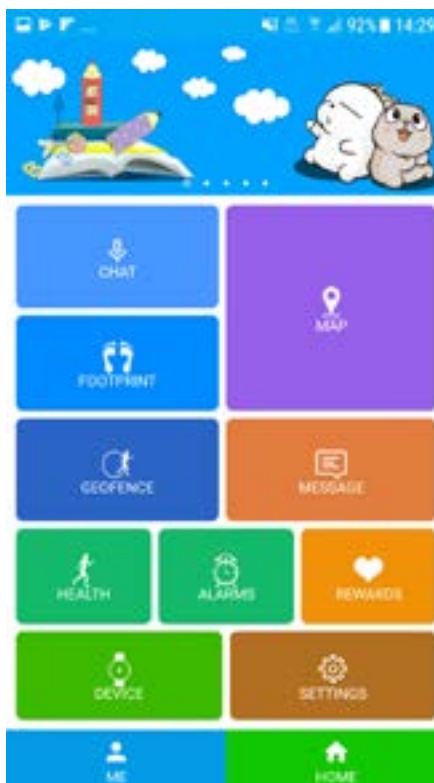 92% 14:29
CHAT
MAP
FOOTPRINT
GEOFENCE
MESSAGE
HEALTH
ALARMS
REWARDS
DEVICE
SETTINGS
ME
HOME